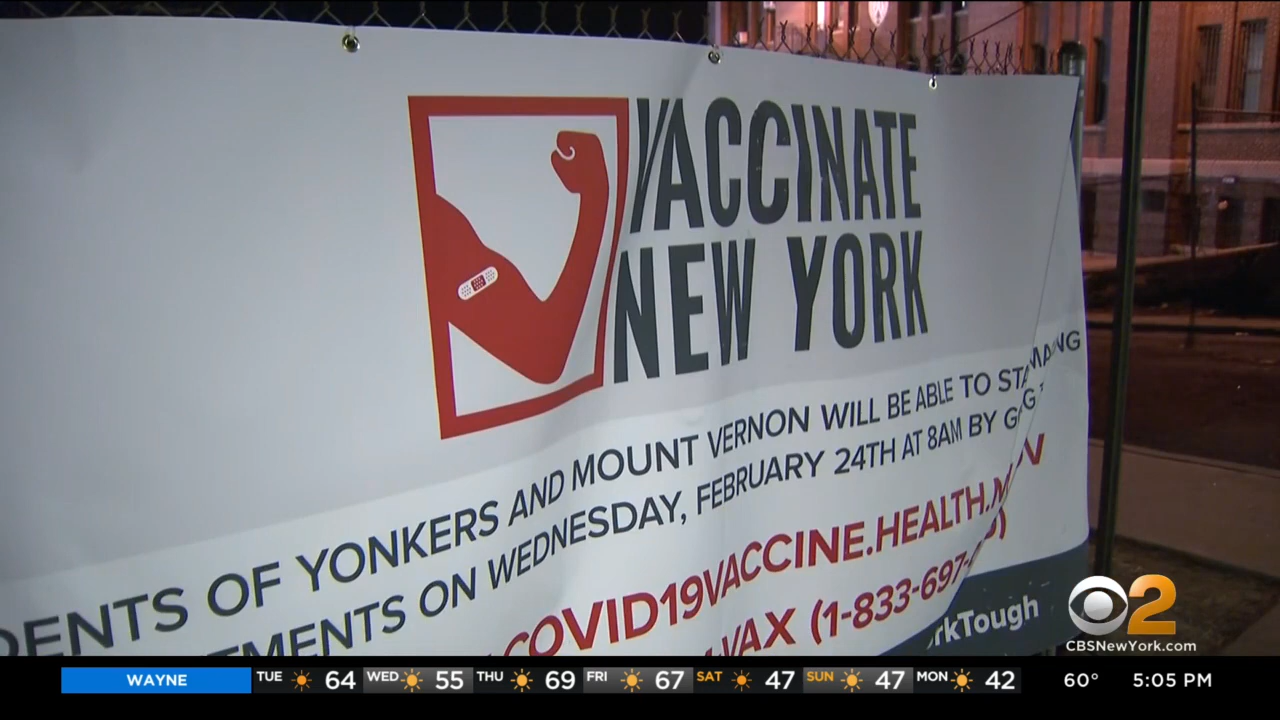 VACCINATE
NEW YORK
DENTS OF YONKERS AND MOUNT VERNON WILL BE ABLE TO
TMENTS ON WEDNESDAY, FEBRUARY 24TH AT 8AM BY
COVID19VACCINE.HEALTH.
VAX (1-833-697-
rkTough
2
CBSNewYork.com
WAYNE TUE 64 WED 55 THU 69 FRI 67 SAT 47 SUN 47 MON 42 60° 5:05 PM